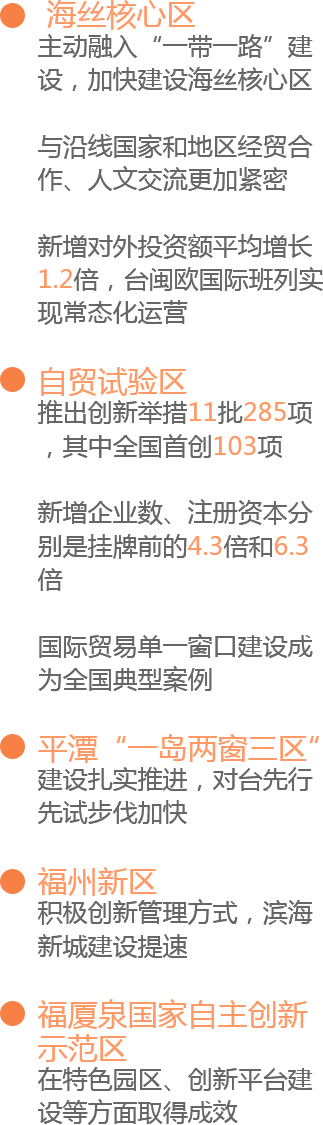 海丝核心区
主动融入“一带一路”建
设，加快建设海丝核心区
与沿线国家和地区经贸合
作、人文交流更加紧密
新增对外投资额平均增长
1.2倍，台闽欧国际班列实
现常态化运营
自贸试验区
推出创新举措11批285项
，其中全国首创103项
新增企业数、注册资本分
别是挂牌前的4.3倍和6.3
倍
国际贸易单一窗口建设成
为全国典型案例
平潭“一岛两窗三区“
建设扎实推进，对台先行
先试步伐加快
福州新区
积极创新管理方式，滨海
新城建设提速
福厦泉国家自主创新
示范区
在特色园区、创新平台建
设等方面取得成效